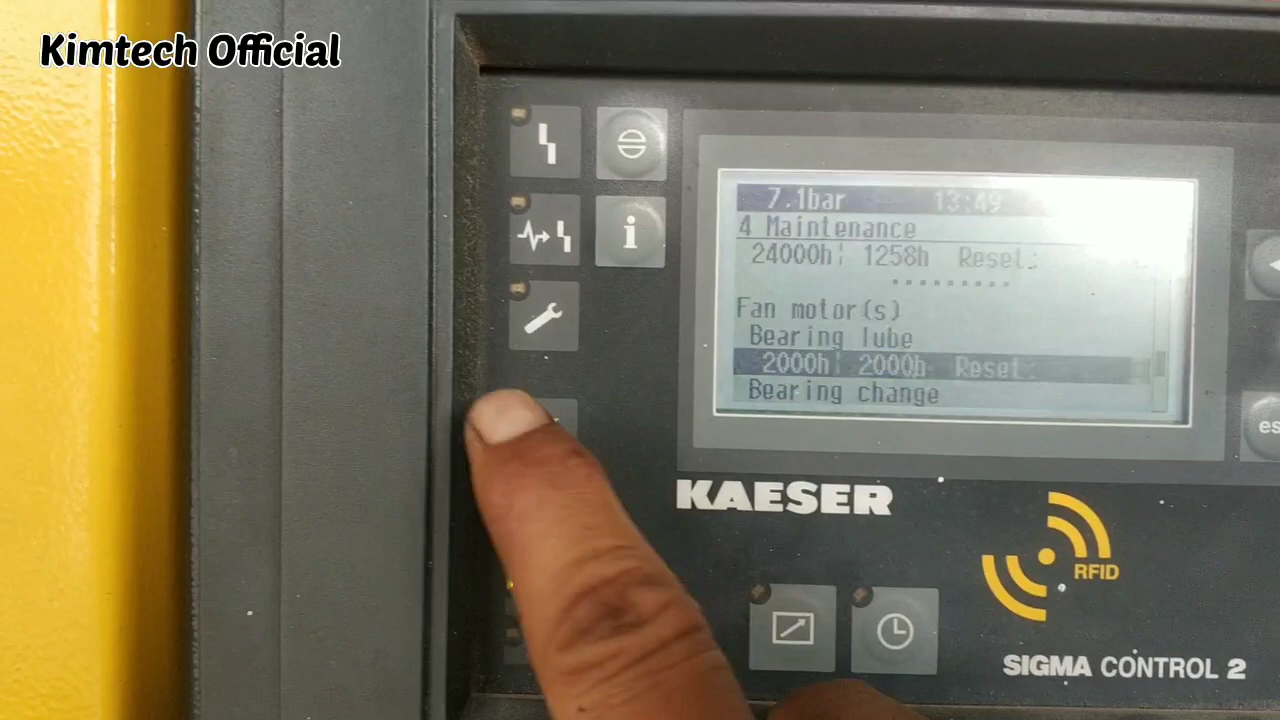 Kimtech Official
7.1bar 13:49
4 Maintenance
24000h¦ 1258h Reset:
Fan motor(s)
Bearing lube
2000h¦ 2000h Reset:
Bearing change
i
es
KAESER
RFID
SIGMA CONTROL 2